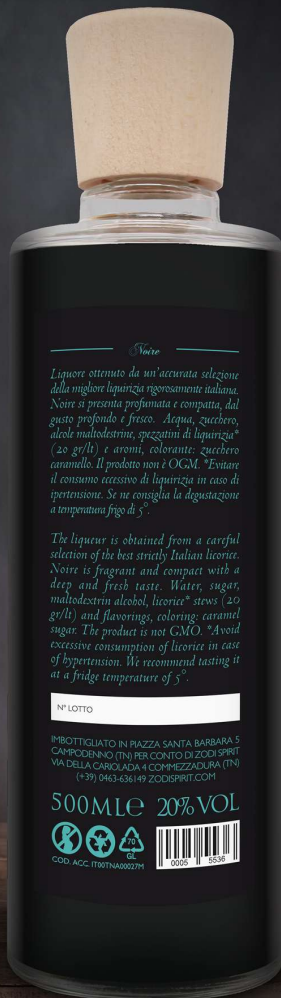 Noire
Liquore ottenuto da un'accurata selezione
della migliore liquirizia rigorosamente italiana.
Noire si presenta profumata e compatta, dal
gusto profondo e fresco. Acqua, zucchero,
alcole maltodestrine, spezzatini di liquirizia*
(20 gr/lt) e aromi, colorante: zucchero
caramello. Il prodotto non è OGM. *Evitare
il consumo eccessivo di liquirizia in caso di
ipertensione. Se ne consiglia la degustazione
a temperatura frigo di 5°.
The liqueur is obtained from a careful
selection of the best strictly Italian licorice.
Noire is fragrant and compact with a
deep and fresh taste. Water, sugar,
maltodextrin alcohol, licorice* stews (20
gr/lt) and flavorings, coloring: caramel
sugar. The product is not GMO. *Avoid
excessive consumption of licorice in case
of hypertension. We recommend tasting it
at a fridge temperature of 5°.
N° LOTTO
IMBOTTIGLIATO IN PIAZZA SANTA BARBARA 5
CAMPODENNO (TN) PER CONTO DI ZODI SPIRIT
VIA DELLA CARIOLADA 4 COMMEZZADURA (TN)
(+39) 0463-636149 ZODISPIRIT.COM
500ML℮ 20% VOL
70
GL
COD. ACC. IT00TNA00027M
0005 5536